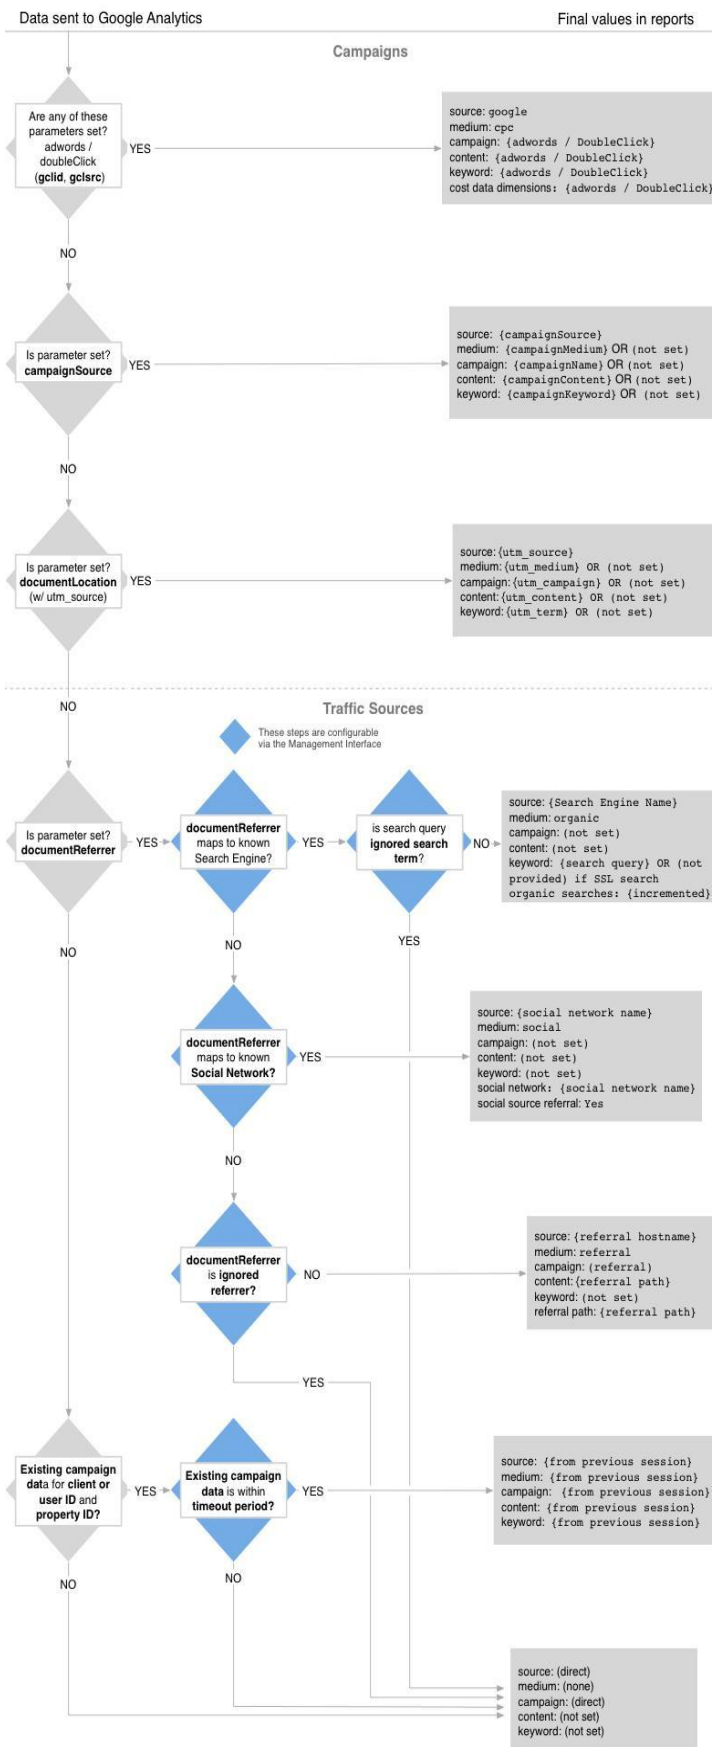 Data sent to Google Analytics
Final values in reports
Campaigns
Are any of these
parameters set?
adwords /
doubleClick
(gclid, gclsrc)
YES
source: google
medium: cpc
campaign: {adwords / DoubleClick}
content: {adwords / DoubleClick}
keyword: {adwords / DoubleClick}
cost data dimensions: {adwords / DoubleClick}
NO
Is parameter set?
campaignSource
YES
source: {campaignSource}
medium: {campaignMedium} OR (not set)
campaign: {campaignName} OR (not set)
content: {campaignContent} OR (not set)
keyword: {campaignKeyword} OR (not set)
NO
Is parameter set?
documentLocation
(w/ utm_source)
YES
source: {utm_source}
medium: {utm_medium} OR (not set)
campaign: {utm_campaign} OR (not set)
content: {utm_content} OR (not set)
keyword: {utm_term} OR (not set)
NO
Traffic Sources
These steps are configurable
via the Management Interface
Is parameter set?
documentReferrer
YES
documentReferrer
maps to known
Search Engine?
YES
is search query
ignored search
term?
NO
source: {Search Engine Name}
medium: organic
campaign: (not set)
content: (not set)
keyword: {search query} OR (not
provided) if SSL search
organic searches: {incremented}
NO
NO
YES
documentReferrer
maps to known
Social Network?
YES
source: {social network name}
medium: social
campaign: (not set)
content: (not set)
keyword: (not set)
social network: {social network name}
social source referral: Yes
NO
documentReferrer
is ignored
referrer?
NO
source: {referral hostname}
medium: referral
campaign: (referral)
content: {referral path}
keyword: (not set)
referral path: {referral path}
YES
Existing campaign
data for client or
user ID and
property ID?
YES
Existing campaign
data is within
timeout period?
YES
source: {from previous session}
medium: {from previous session}
campaign: {from previous session}
content: {from previous session}
keyword: {from previous session}
NO
NO
source: (direct)
medium: (none)
campaign: (direct)
content: (not set)
keyword: (not set)